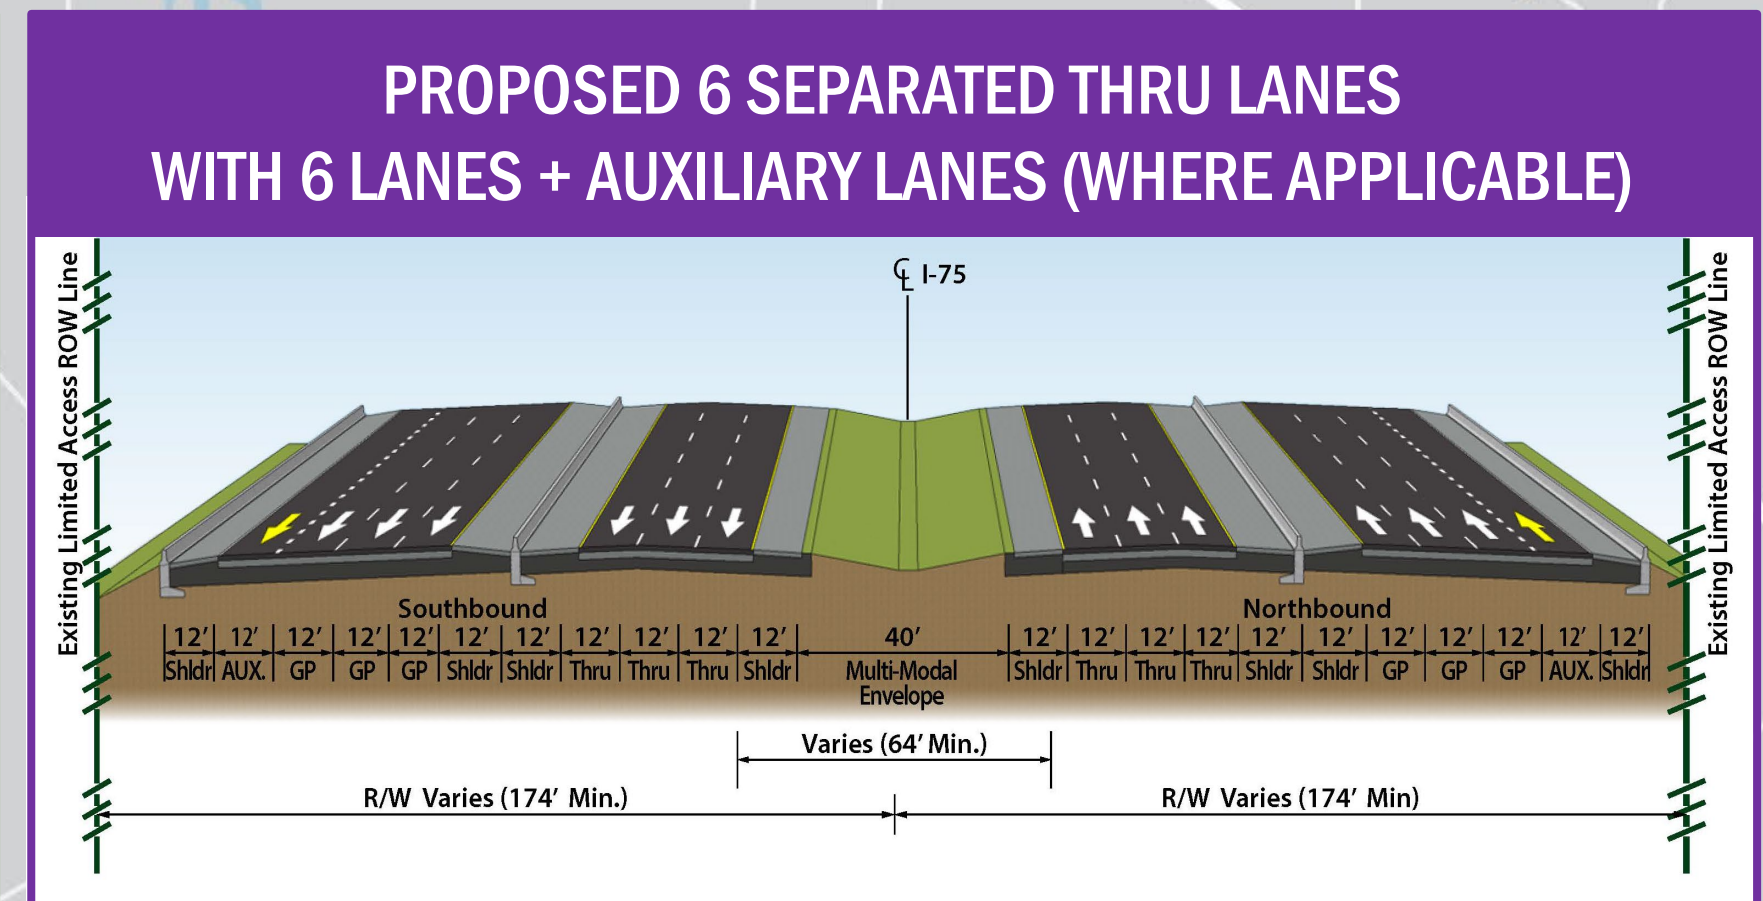 PROPOSED 6 SEPARATED THRU LANES
WITH 6 LANES + AUXILIARY LANES (WHERE APPLICABLE)
Existing Limited Access ROW Line
℄ I-75
Existing Limited Access ROW Line
Southbound
Northbound
12' 12' 12' 12' 12' 12' 12' 12' 12' 12' 12' 40' 12' 12' 12' 12' 12' 12' 12' 12' 12' 12' 12'
Shldr AUX. GP GP GP Shldr Shldr Thru Thru Thru Shldr Multi-Modal Shldr Thru Thru Thru Shldr Shldr GP GP GP AUX. Shldr
Envelope
Varies (64' Min.)
R/W Varies (174' Min.)
R/W Varies (174' Min)